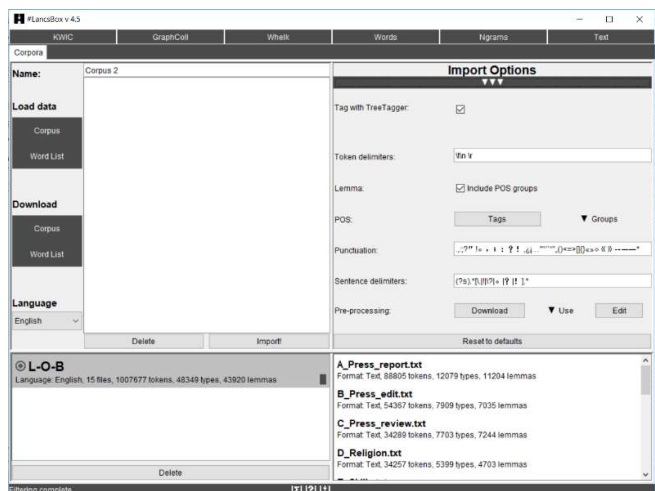 #LancsBox v 4.5
KWIC GraphColl Whelk Words Ngrams Text
Corpora
Name: Corpus 2
Load data
Corpus
Word List
Download
Corpus
Word List
Language
English
Delete Import!
Import Options
Tag with TreeTagger:
Token delimiters:
Lemma: Include POS groups
POS: Tags ▼ Groups
Punctuation:
Sentence delimiters:
Pre-processing: Download ▼ Use Edit
Reset to defaults
L-O-B
Language: English, 15 files, 1007677 tokens, 48349 types, 43920 lemmas
Delete
A_Press_report.txt
Format: Text, 88805 tokens, 12079 types, 11204 lemmas
B_Press_edit.txt
Format: Text, 54367 tokens, 7909 types, 7035 lemmas
C_Press_review.txt
Format: Text, 34289 tokens, 7703 types, 7244 lemmas
D_Religion.txt
Format: Text, 34257 tokens, 5399 types, 4703 lemmas
Filtering complete